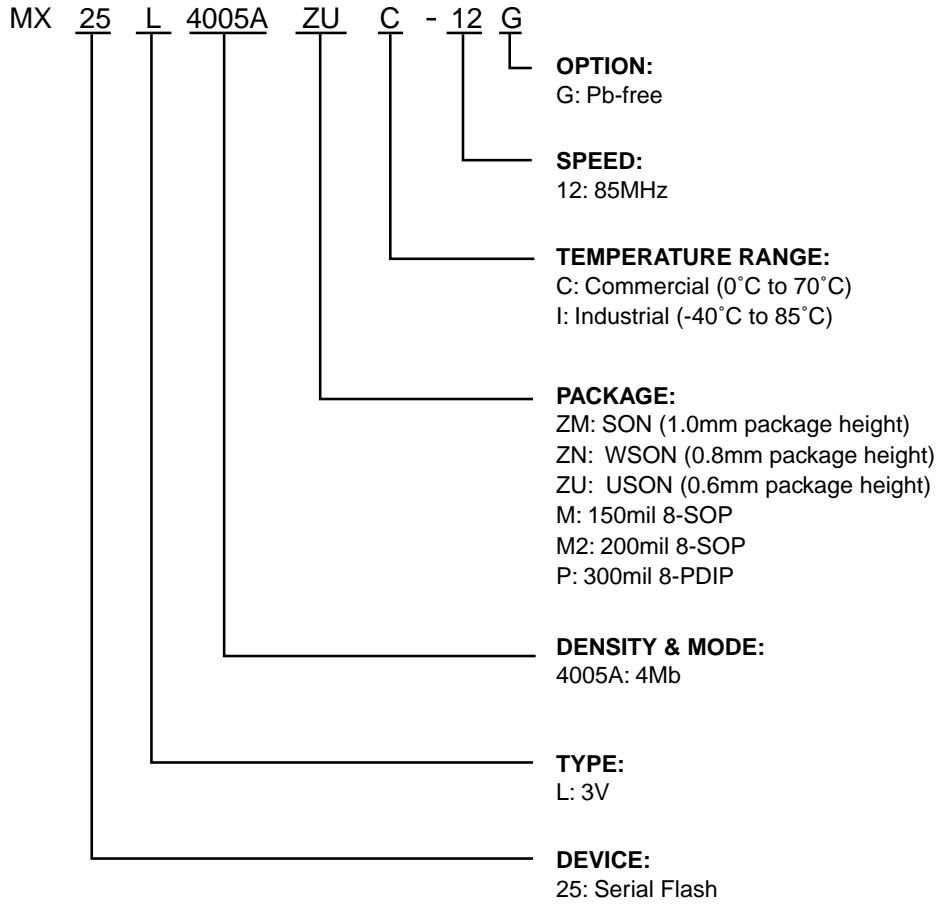 MX 25 L 4005A ZU C - 12 G
OPTION:
G: Pb-free
SPEED:
12: 85MHz
TEMPERATURE RANGE:
C: Commercial (0˚C to 70˚C)
I: Industrial (-40˚C to 85˚C)
PACKAGE:
ZM: SON (1.0mm package height)
ZN: WSON (0.8mm package height)
ZU: USON (0.6mm package height)
M: 150mil 8-SOP
M2: 200mil 8-SOP
P: 300mil 8-PDIP
DENSITY & MODE:
4005A: 4Mb
TYPE:
L: 3V
DEVICE:
25: Serial Flash